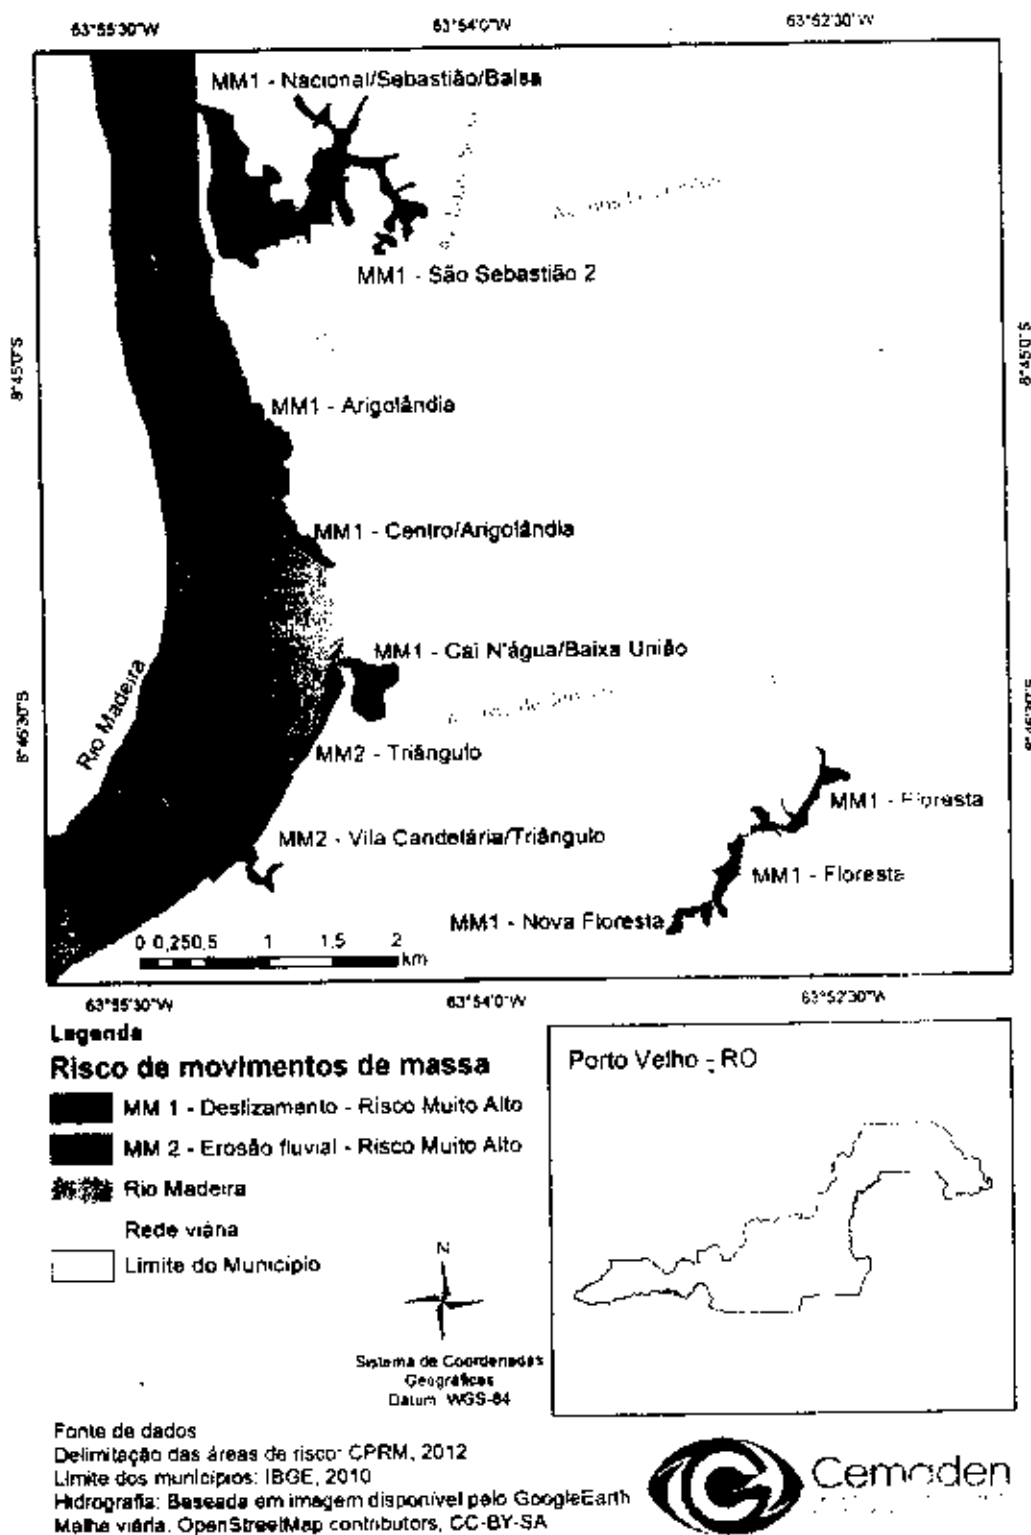 63°55'30"W 63°54'0"W 63°52'30"W
MM1 - Nacional/Sebastião/Balsa
MM1 - São Sebastião 2
8°45'0"S 8°45'0"S
MM1 - Arigolândia
MM1 - Centro/Arigolândia
MM1 - Cai N'água/Baixa União
Rio Madeira
8°46'30"S 8°46'30"S
MM2 - Triângulo
MM1 - Floresta
MM2 - Vila Candelária/Triângulo
MM1 - Floresta
MM1 - Nova Floresta
0 0,250,5 1 1,5 2
km
63°55'30"W 63°54'0"W 63°52'30"W
Legenda
Risco de movimentos de massa
MM 1 - Deslizamento - Risco Muito Alto
MM 2 - Erosão fluvial - Risco Muito Alto
Rio Madeira
Rede viária
Limite do Município
N
Sistema de Coordenadas
Geográficas
Datum WGS-84
Porto Velho - RO
Fonte de dados
Delimitação das áreas de risco: CPRM, 2012
Limite dos municípios: IBGE, 2010
Hidrografia: Baseada em imagem disponível pelo GoogleEarth
Malha viária. OpenStreetMap contributors, CC-BY-SA
Cemaden